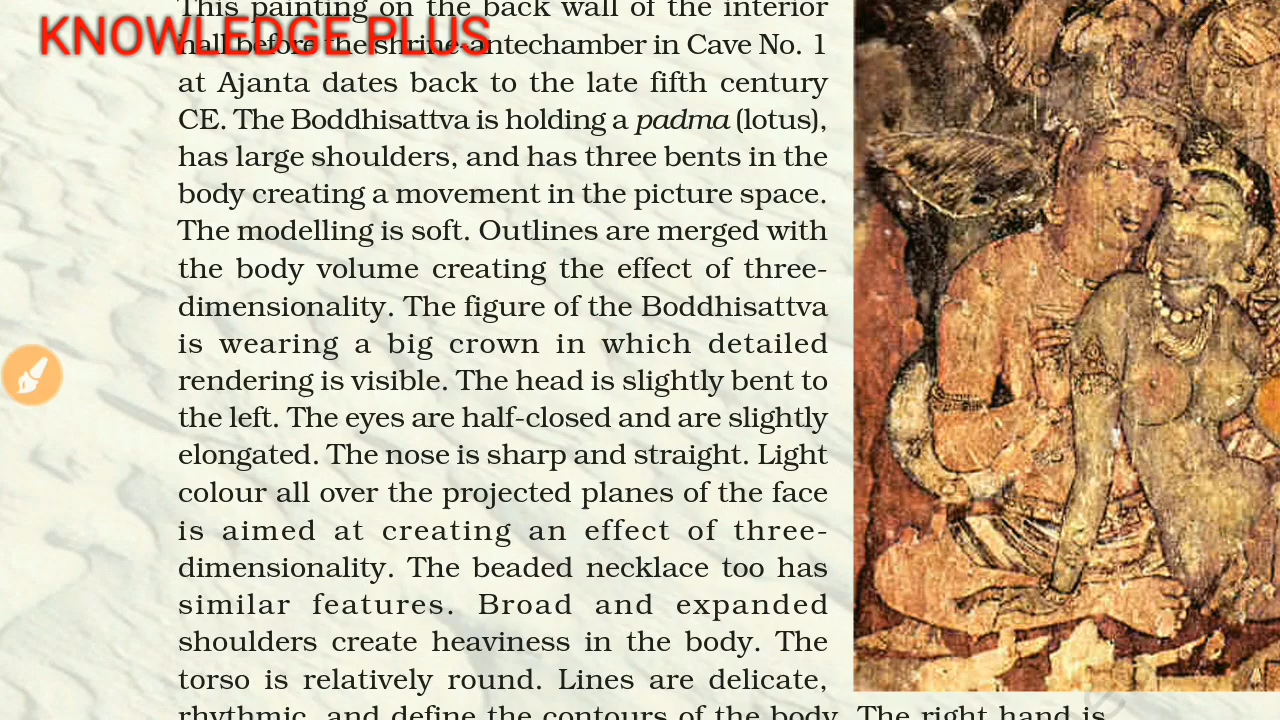 This painting on the back wall of the interior
KNOWLEDGE PLUS
hall before the shrine-antechamber in Cave No. 1
at Ajanta dates back to the late fifth century
CE. The Boddhisattva is holding a padma (lotus),
has large shoulders, and has three bents in the
body creating a movement in the picture space.
The modelling is soft. Outlines are merged with
the body volume creating the effect of three-
dimensionality. The figure of the Boddhisattva
is wearing a big crown in which detailed
rendering is visible. The head is slightly bent to
the left. The eyes are half-closed and are slightly
elongated. The nose is sharp and straight. Light
colour all over the projected planes of the face
is aimed at creating an effect of three-
dimensionality. The beaded necklace too has
similar features. Broad and expanded
shoulders create heaviness in the body. The
torso is relatively round. Lines are delicate,
rhythmic, and define the contours of the body. The right hand is